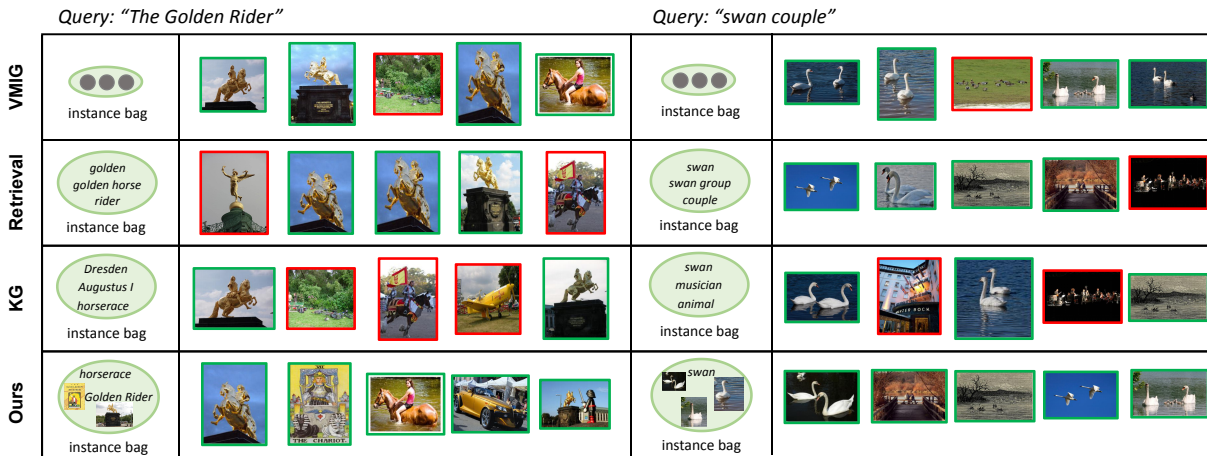 Query: “The Golden Rider”
Query: “swan couple”
VMIG
instance bag
instance bag
Retrieval
golden
golden horse
rider
instance bag
swan
swan group
couple
instance bag
KG
Dresden
Augustus I
horserace
instance bag
swan
musician
animal
instance bag
Ours
horserace
Golden Rider
instance bag
THE CHARIOT.
swan
instance bag